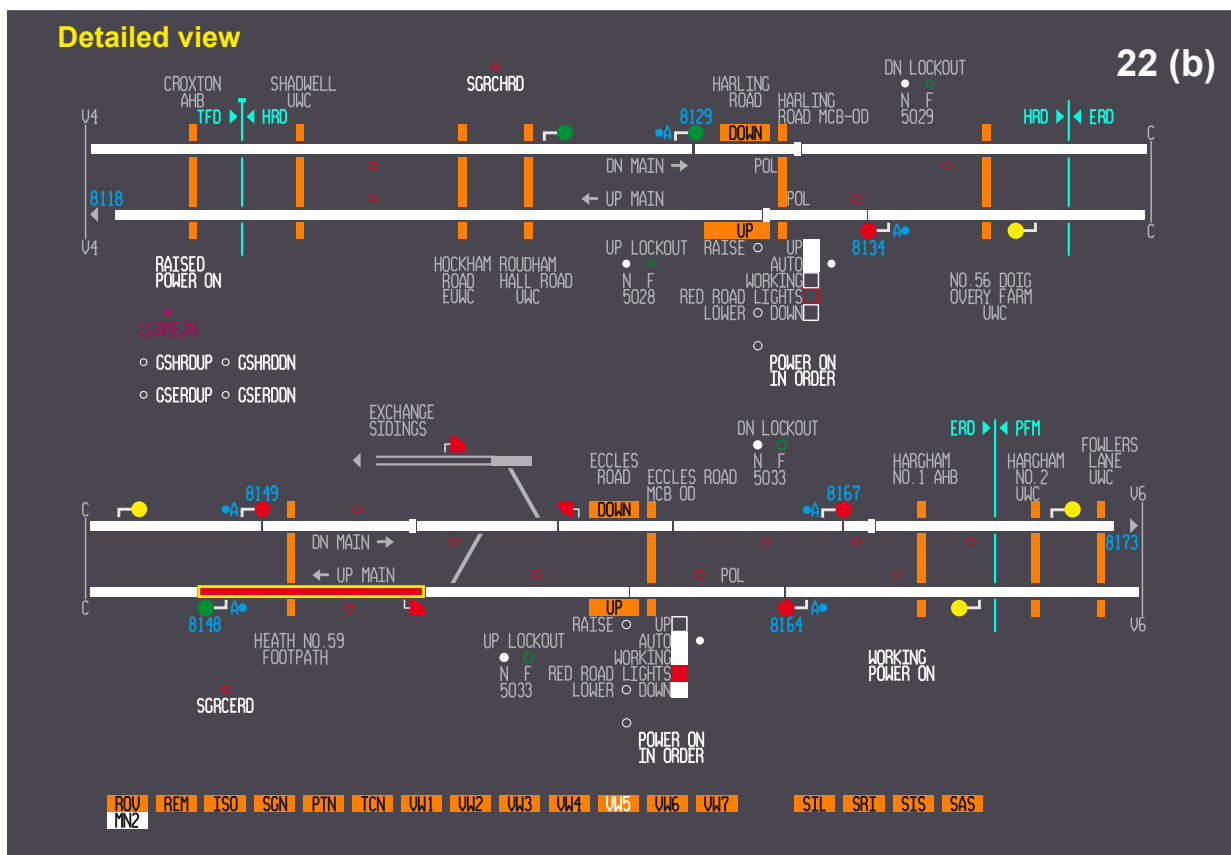 Detailed view
22 (b)
CROXTON
AHB
SHADWELL
UWC
SGRCHRD
HARLING
ROAD
HARLING
ROAD MCB-OD
DN LOCKOUT
N F
5029
V4
TFD
HRD
8129
A
DOWN
HRD
ERD
C
DN MAIN
POL
UP MAIN
POL
8118
V4
UP
8134
A
C
RAISED
POWER ON
HOCKHAM
ROAD
EUWC
ROUDHAM
HALL ROAD
UWC
UP LOCKOUT
N F
5028
RAISE
UP
AUTO
WORKING
RED ROAD LIGHTS
LOWER
DOWN
NO.56 DOIG
OVERY FARM
UWC
LCAMEJN
GSHRDUP
GSHRDDN
GSERDUP
GSERDDN
POWER ON
IN ORDER
EXCHANGE
SIDINGS
ECCLES
ROAD
ECCLES ROAD
MCB OD
DN LOCKOUT
N F
5033
HARGHAM
NO.1 AHB
ERD
PFM
HARGHAM
NO.2
UWC
FOWLERS
LANE
UWC
C
A
8149
DOWN
A
8167
V6
DN MAIN
8173
UP MAIN
POL
C
8148
A
UP
8164
A
V6
HEATH NO.59
FOOTPATH
UP LOCKOUT
N F
5033
RAISE
UP
AUTO
WORKING
RED ROAD LIGHTS
LOWER
DOWN
WORKING
POWER ON
SGRCERD
POWER ON
IN ORDER
ROV REM ISO SGN PTN TCN VW1 VW2 VW3 VW4 VW5 VW6 VW7 SIL SRI SIS SAS
MN2